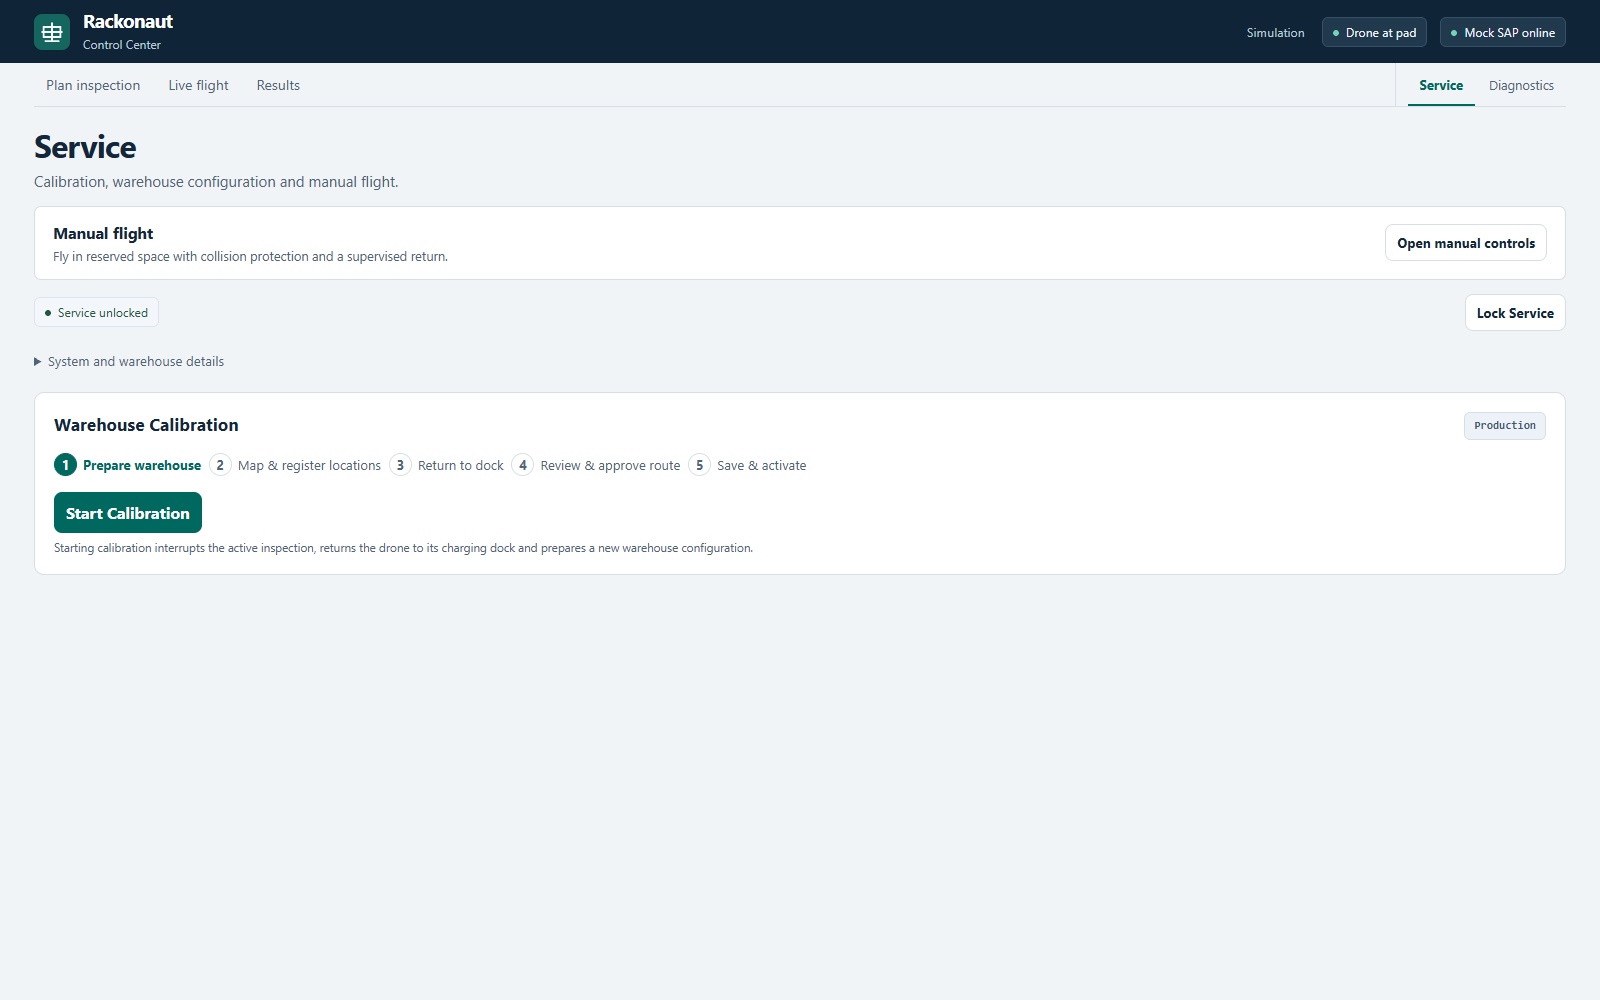 Rackonaut
Control Center
Simulation
Drone at pad
Mock SAP online
Plan inspection
Live flight
Results
Service
Diagnostics
Service
Calibration, warehouse configuration and manual flight.
Manual flight
Fly in reserved space with collision protection and a supervised return.
Open manual controls
Service unlocked
Lock Service
System and warehouse details
Warehouse Calibration
Production
1 Prepare warehouse 2 Map & register locations 3 Return to dock 4 Review & approve route 5 Save & activate
Start Calibration
Starting calibration interrupts the active inspection, returns the drone to its charging dock and prepares a new warehouse configuration.